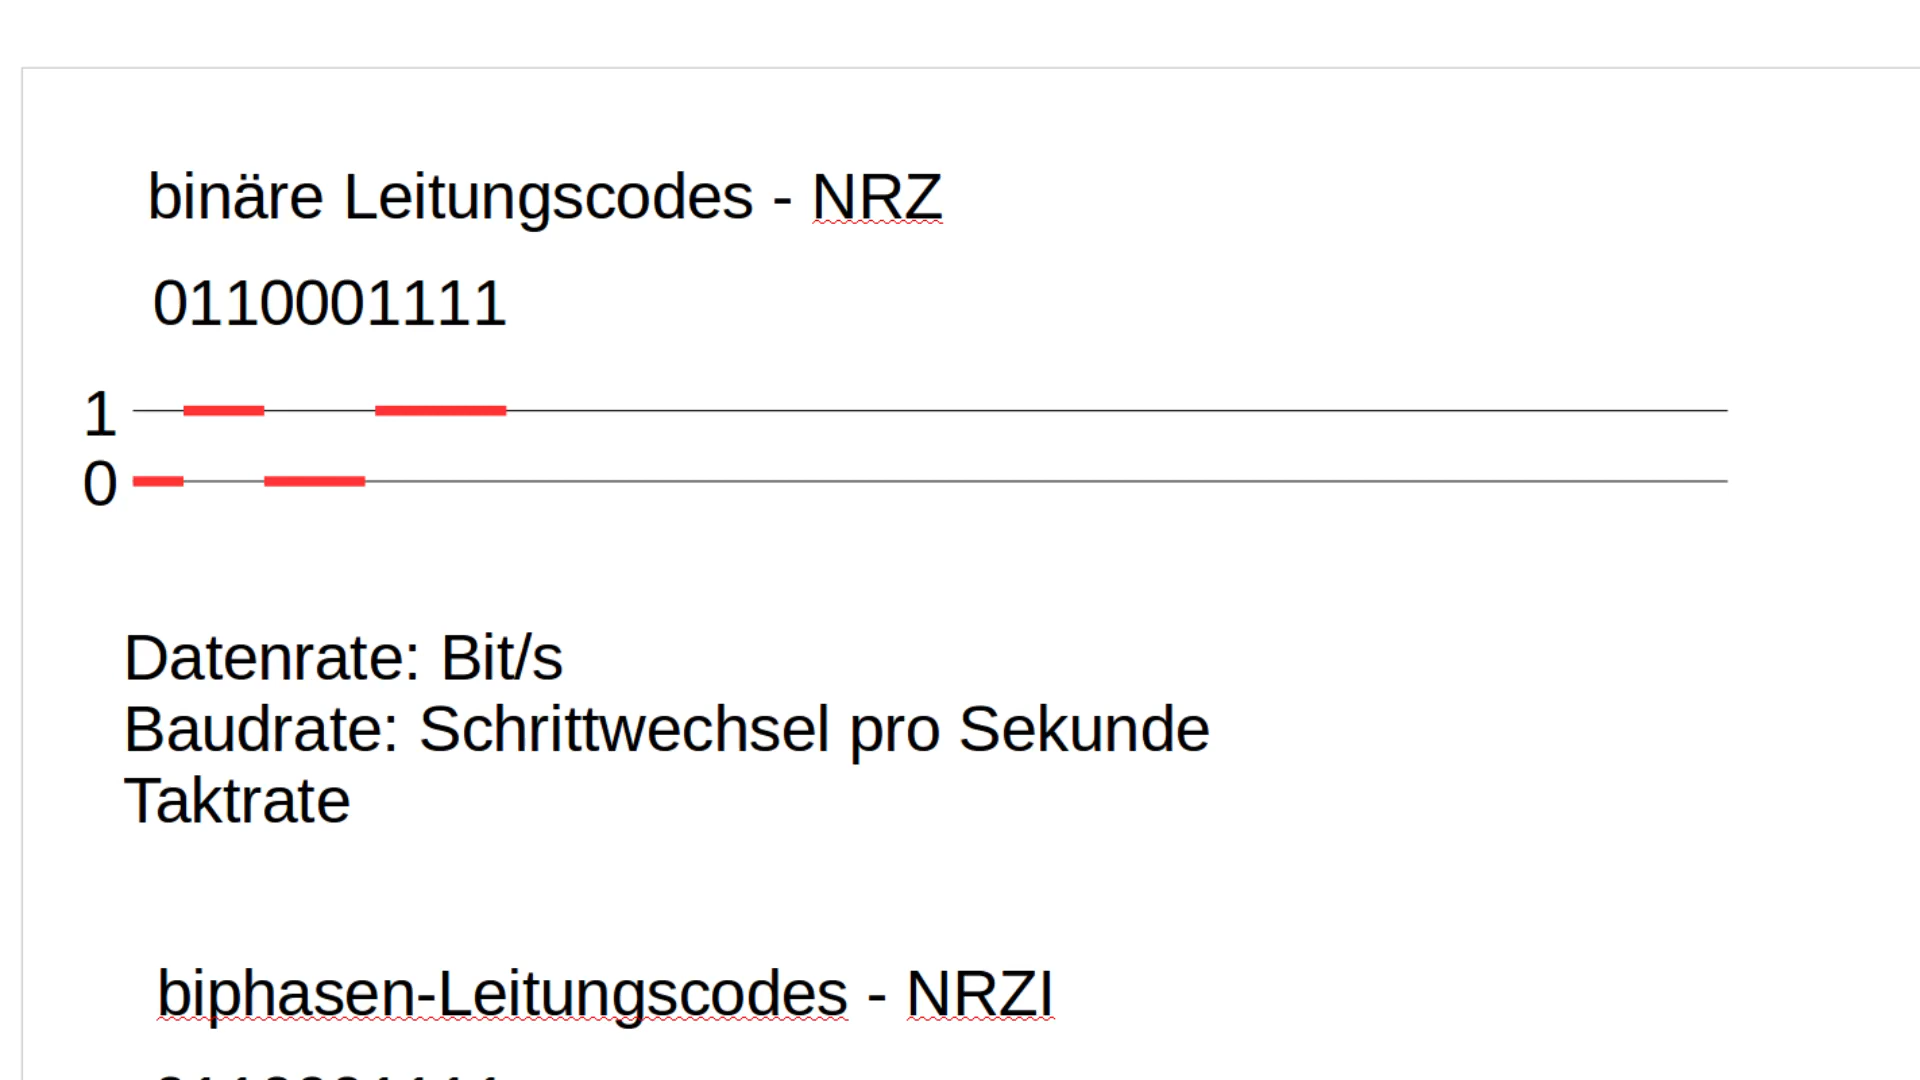 binäre Leitungscodes - NRZ
0110001111
1
0
Datenrate: Bit/s
Baudrate: Schrittwechsel pro Sekunde
Taktrate
biphasen-Leitungscodes - NRZI